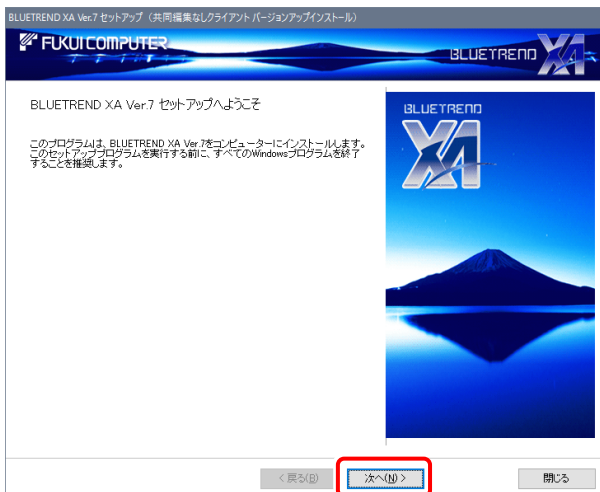 BLUETREND XA Ver.7 セットアップ（共同編集なしクライアント バージョンアップインストール）
FUKUI COMPUTER
BLUETREND XA
BLUETREND XA Ver.7 セットアップへようこそ
BLUETREND
XA
このプログラムは、BLUETREND XA Ver.7をコンピューターにインストールします。
このセットアッププログラムを実行する前に、すべてのWindowsプログラムを終了
することを推奨します。
< 戻る(B)
次へ(N) >
閉じる